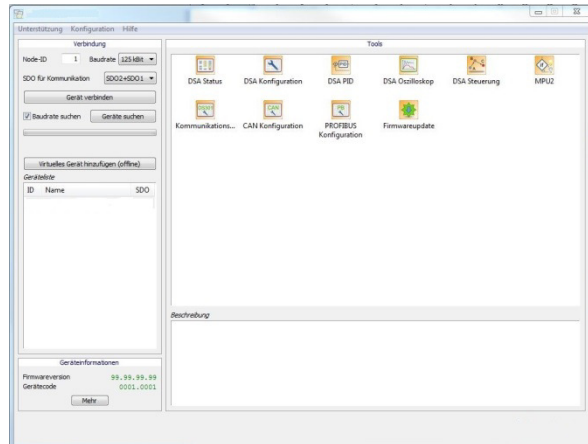 Unterstützung Konfiguration Hilfe
Verbindung
Node-ID 1 Baudrate 125 kBit
SDO für Kommunikation SDO2+SDO1
Gerät verbinden
Baudrate suchen Geräte suchen
Virtuelles Gerät hinzufügen (offline)
Geräteliste
ID Name SDO
Geräteinformationen
Firmwareversion 99.99.99.99
Gerätecode 0001.0001
Mehr
Tools
DSA Status DSA Konfiguration DSA PID DSA Oszilloskop DSA Steuerung MPU2
Kommunikations... CAN Konfiguration PROFIBUS Konfiguration Firmwareupdate
Beschreibung